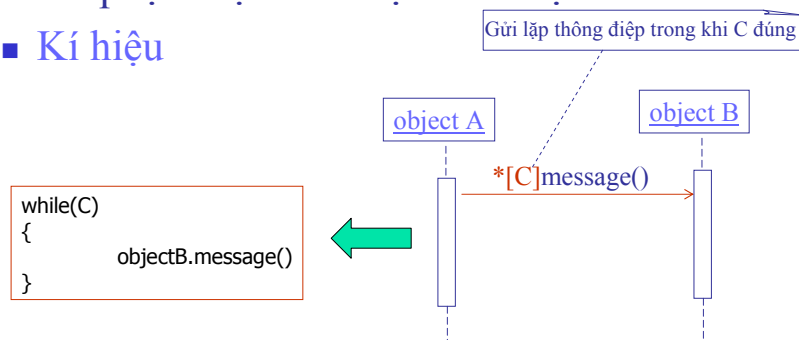 Kí hiệu
Gửi lặp thông điệp trong khi C đúng
object A
object B
*[C]message()
while(C)
{
objectB.message()
}